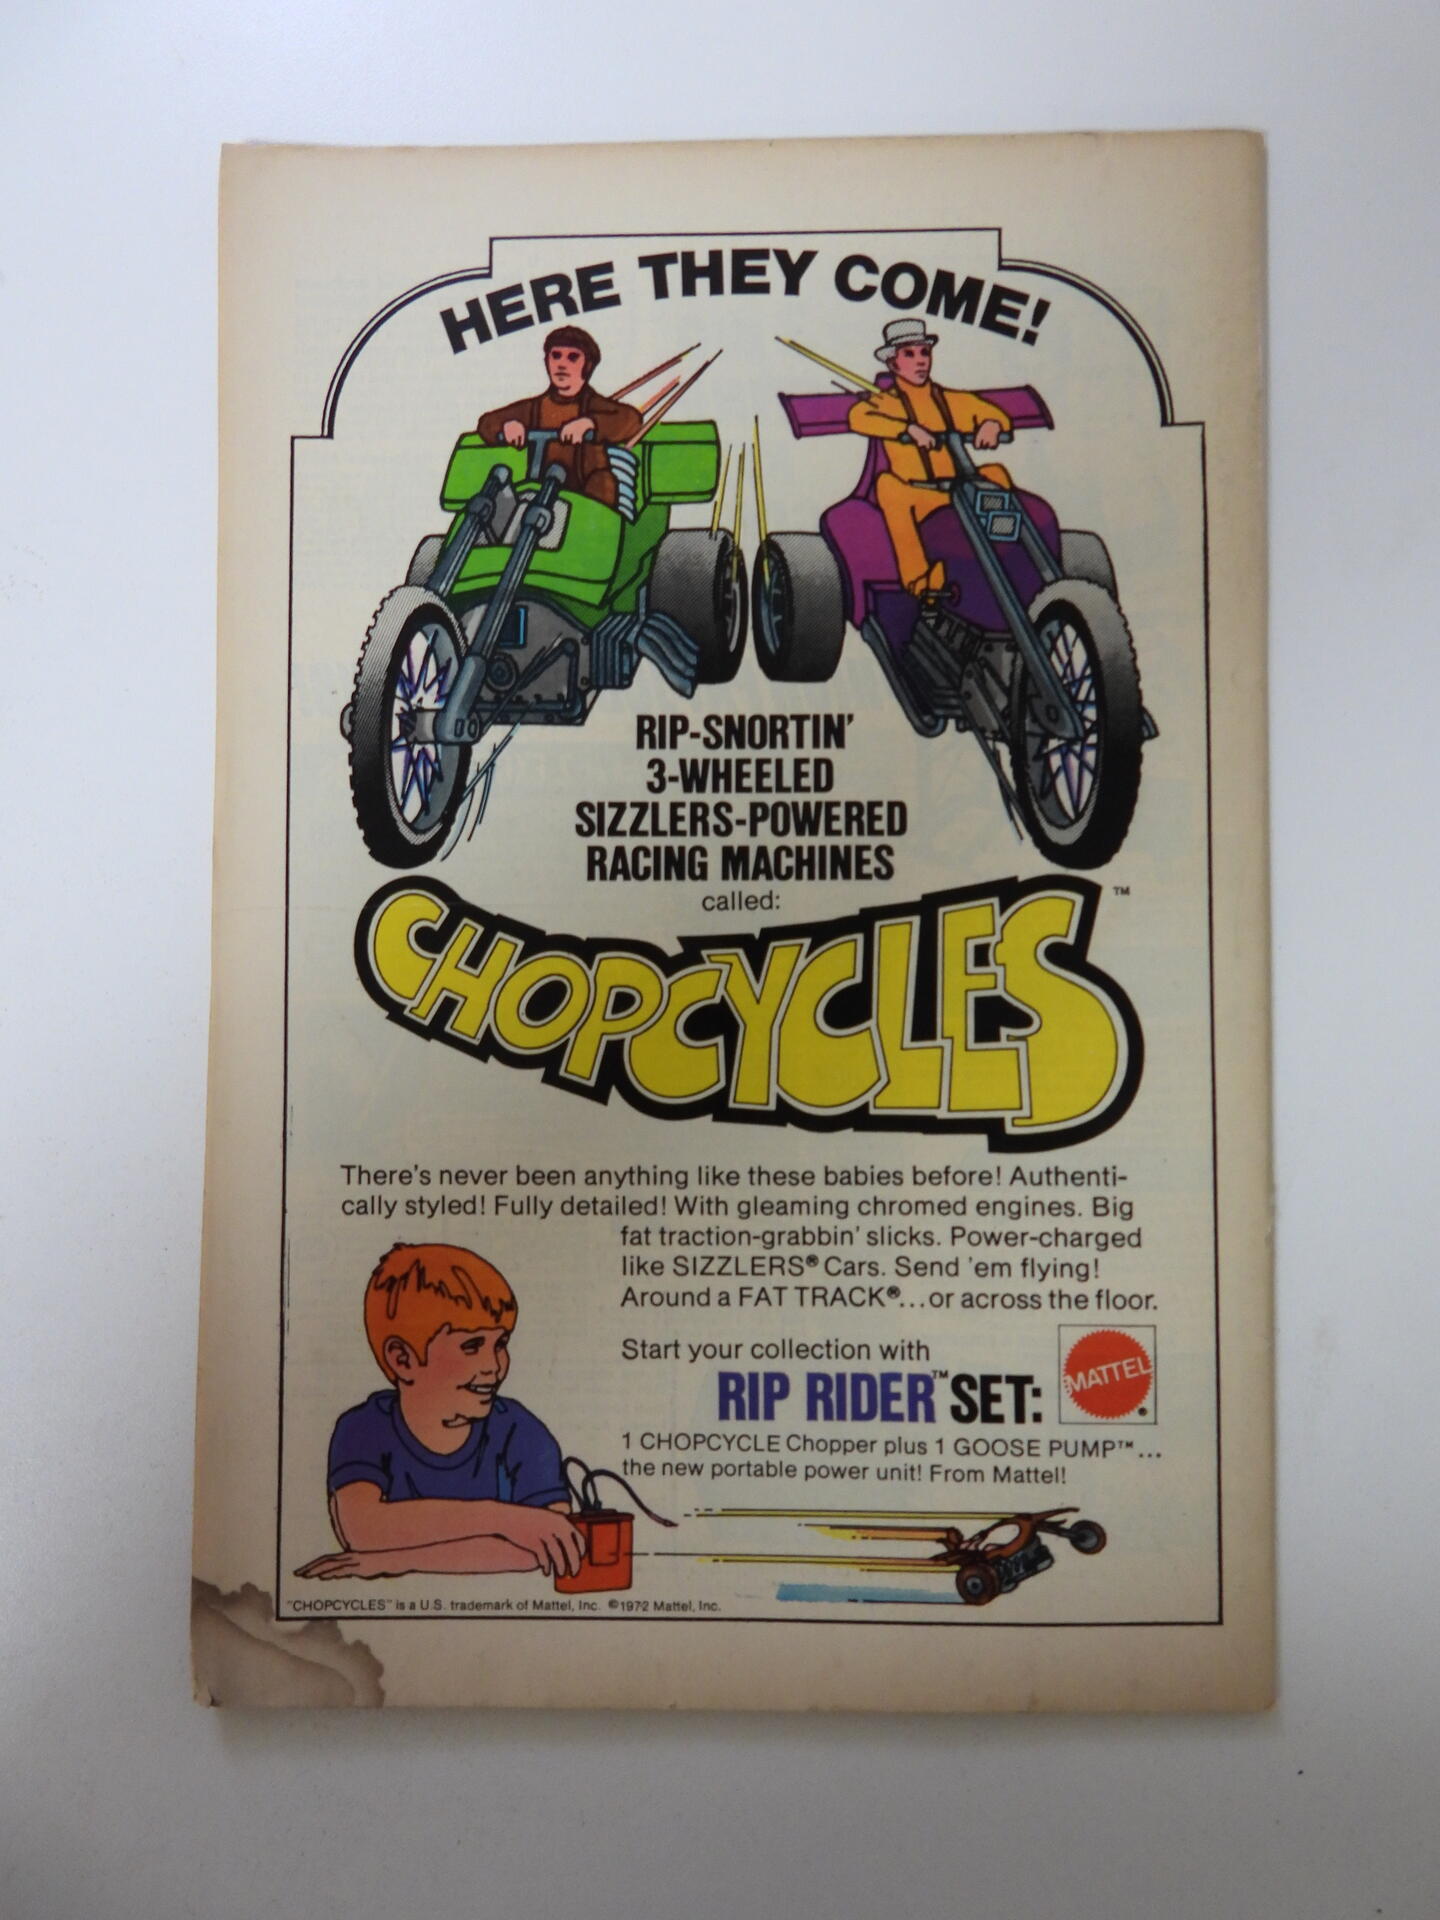 HERE THEY COME!
RIP-SNORTIN'
3-WHEELED
SIZZLERS-POWERED
RACING MACHINES
called:
CHOPCYCLES™
There's never been anything like these babies before! Authenti-
cally styled! Fully detailed! With gleaming chromed engines. Big
fat traction-grabbin' slicks. Power-charged
like SIZZLERS® Cars. Send 'em flying!
Around a FAT TRACK®...or across the floor.
Start your collection with
RIP RIDER™ SET:
MATTEL®
1 CHOPCYCLE Chopper plus 1 GOOSE PUMP™...
the new portable power unit! From Mattel!
"CHOPCYCLES" is a U.S. trademark of Mattel, Inc. ©1972 Mattel, Inc.